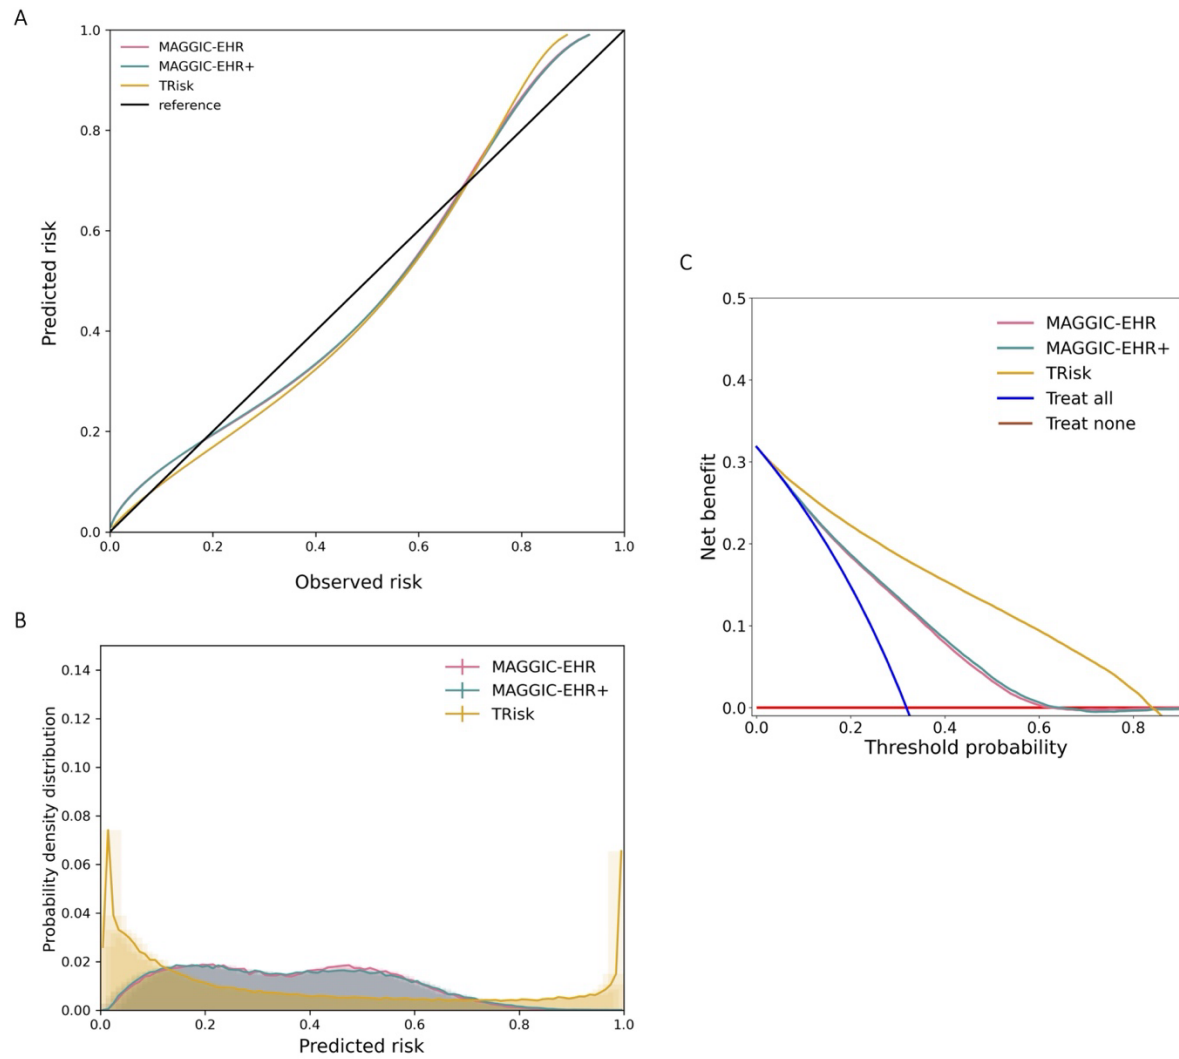 A
1.0
MAGGIC-EHR
MAGGIC-EHR+
TRisk
reference
0.8
0.6
0.4
0.2
0.0
Predicted risk
0.0 0.2 0.4 0.6 0.8 1.0
Observed risk
B
0.14
0.12
0.10
0.08
0.06
0.04
0.02
0.00
Probability density distribution
MAGGIC-EHR
MAGGIC-EHR+
TRisk
0.0 0.2 0.4 0.6 0.8 1.0
Predicted risk
C
0.5
0.4
0.3
0.2
0.1
0.0
Net benefit
MAGGIC-EHR
MAGGIC-EHR+
TRisk
Treat all
Treat none
0.0 0.2 0.4 0.6 0.8
Threshold probability